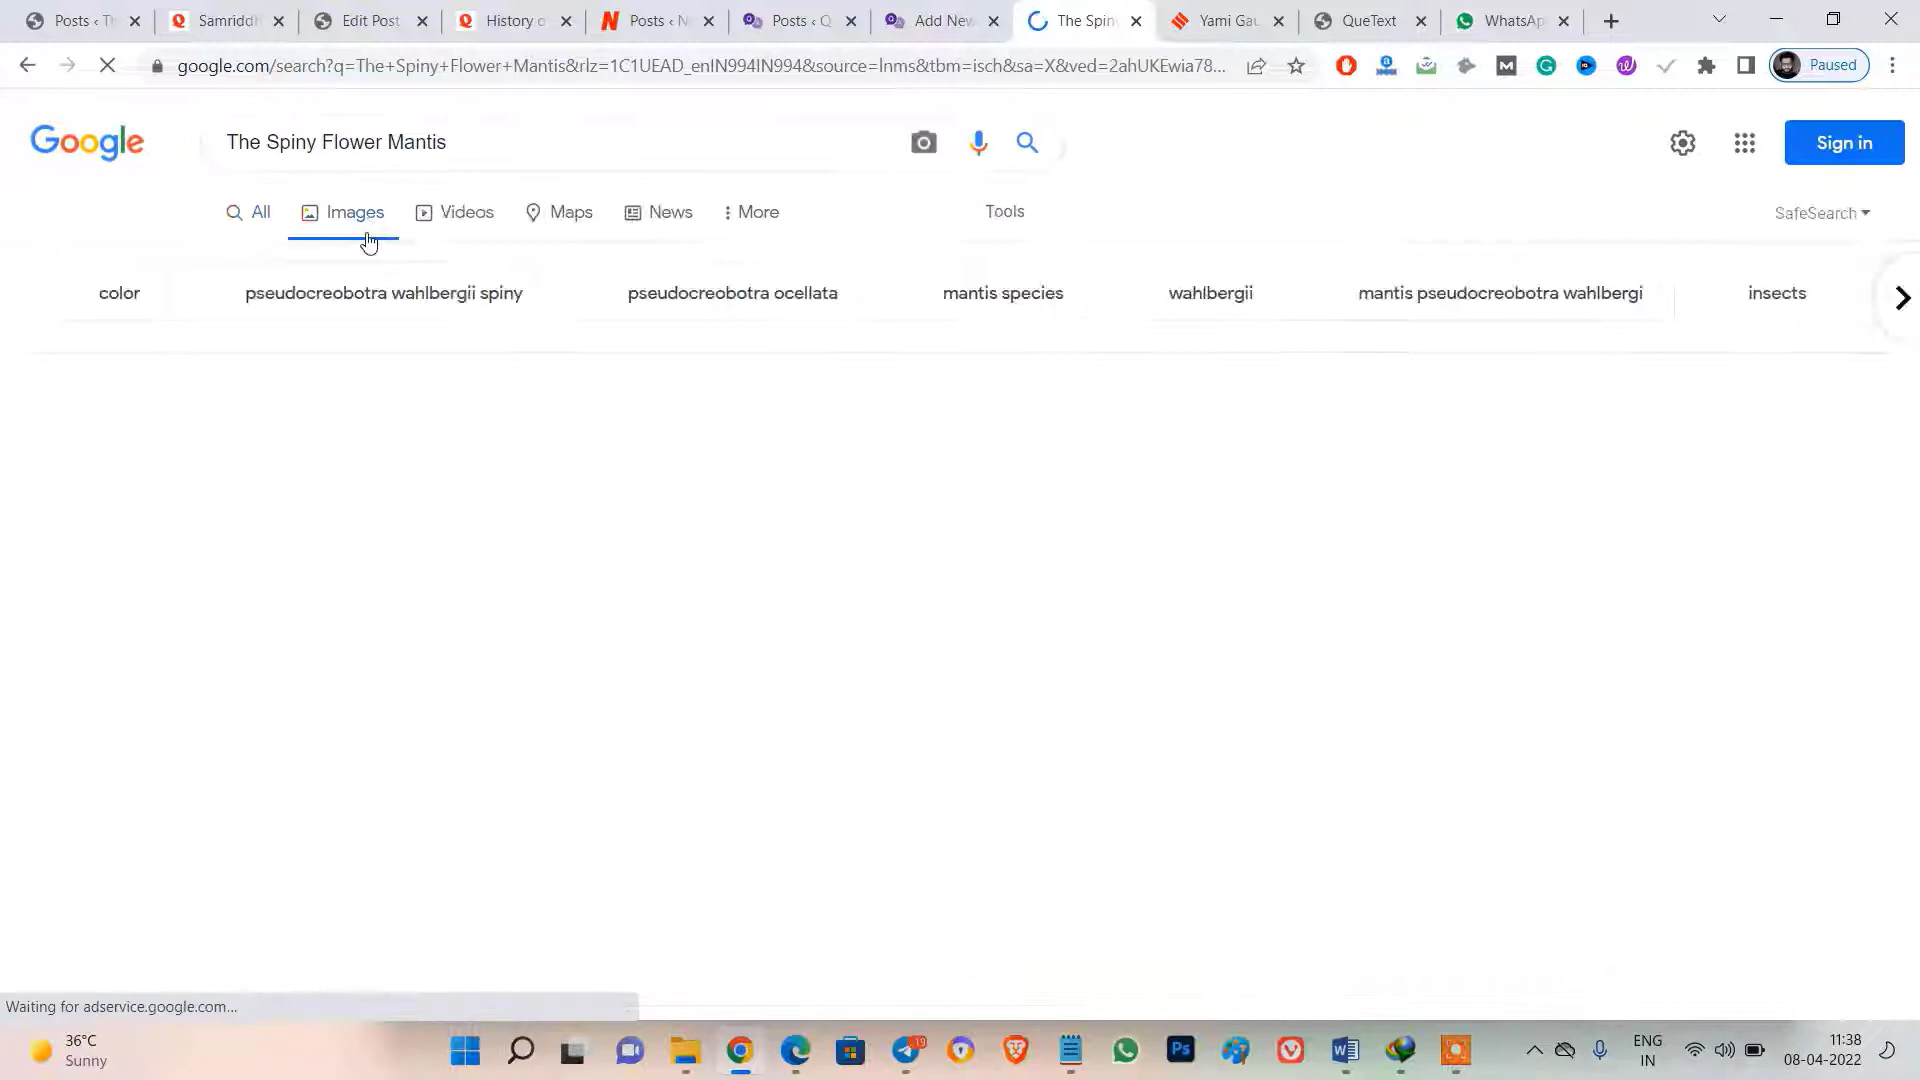 Posts ‹ Th
Samriddh
Edit Post
History o
Posts ‹ N
Posts ‹ Q
Add New
The Spin
Yami Gau
QueText
WhatsAp
google.com/search?q=The+Spiny+Flower+Mantis&rlz=1C1UEAD_enIN994IN994&source=lnms&tbm=isch&sa=X&ved=2ahUKEwia78...
Paused
Google
The Spiny Flower Mantis
Sign in
All
Images
Videos
Maps
News
More
Tools
SafeSearch
color
pseudocreobotra wahlbergii spiny
pseudocreobotra ocellata
mantis species
wahlbergii
mantis pseudocreobotra wahlbergi
insects
Waiting for adservice.google.com...
36°C
Sunny
19
Ps
ENG
IN
11:38
08-04-2022